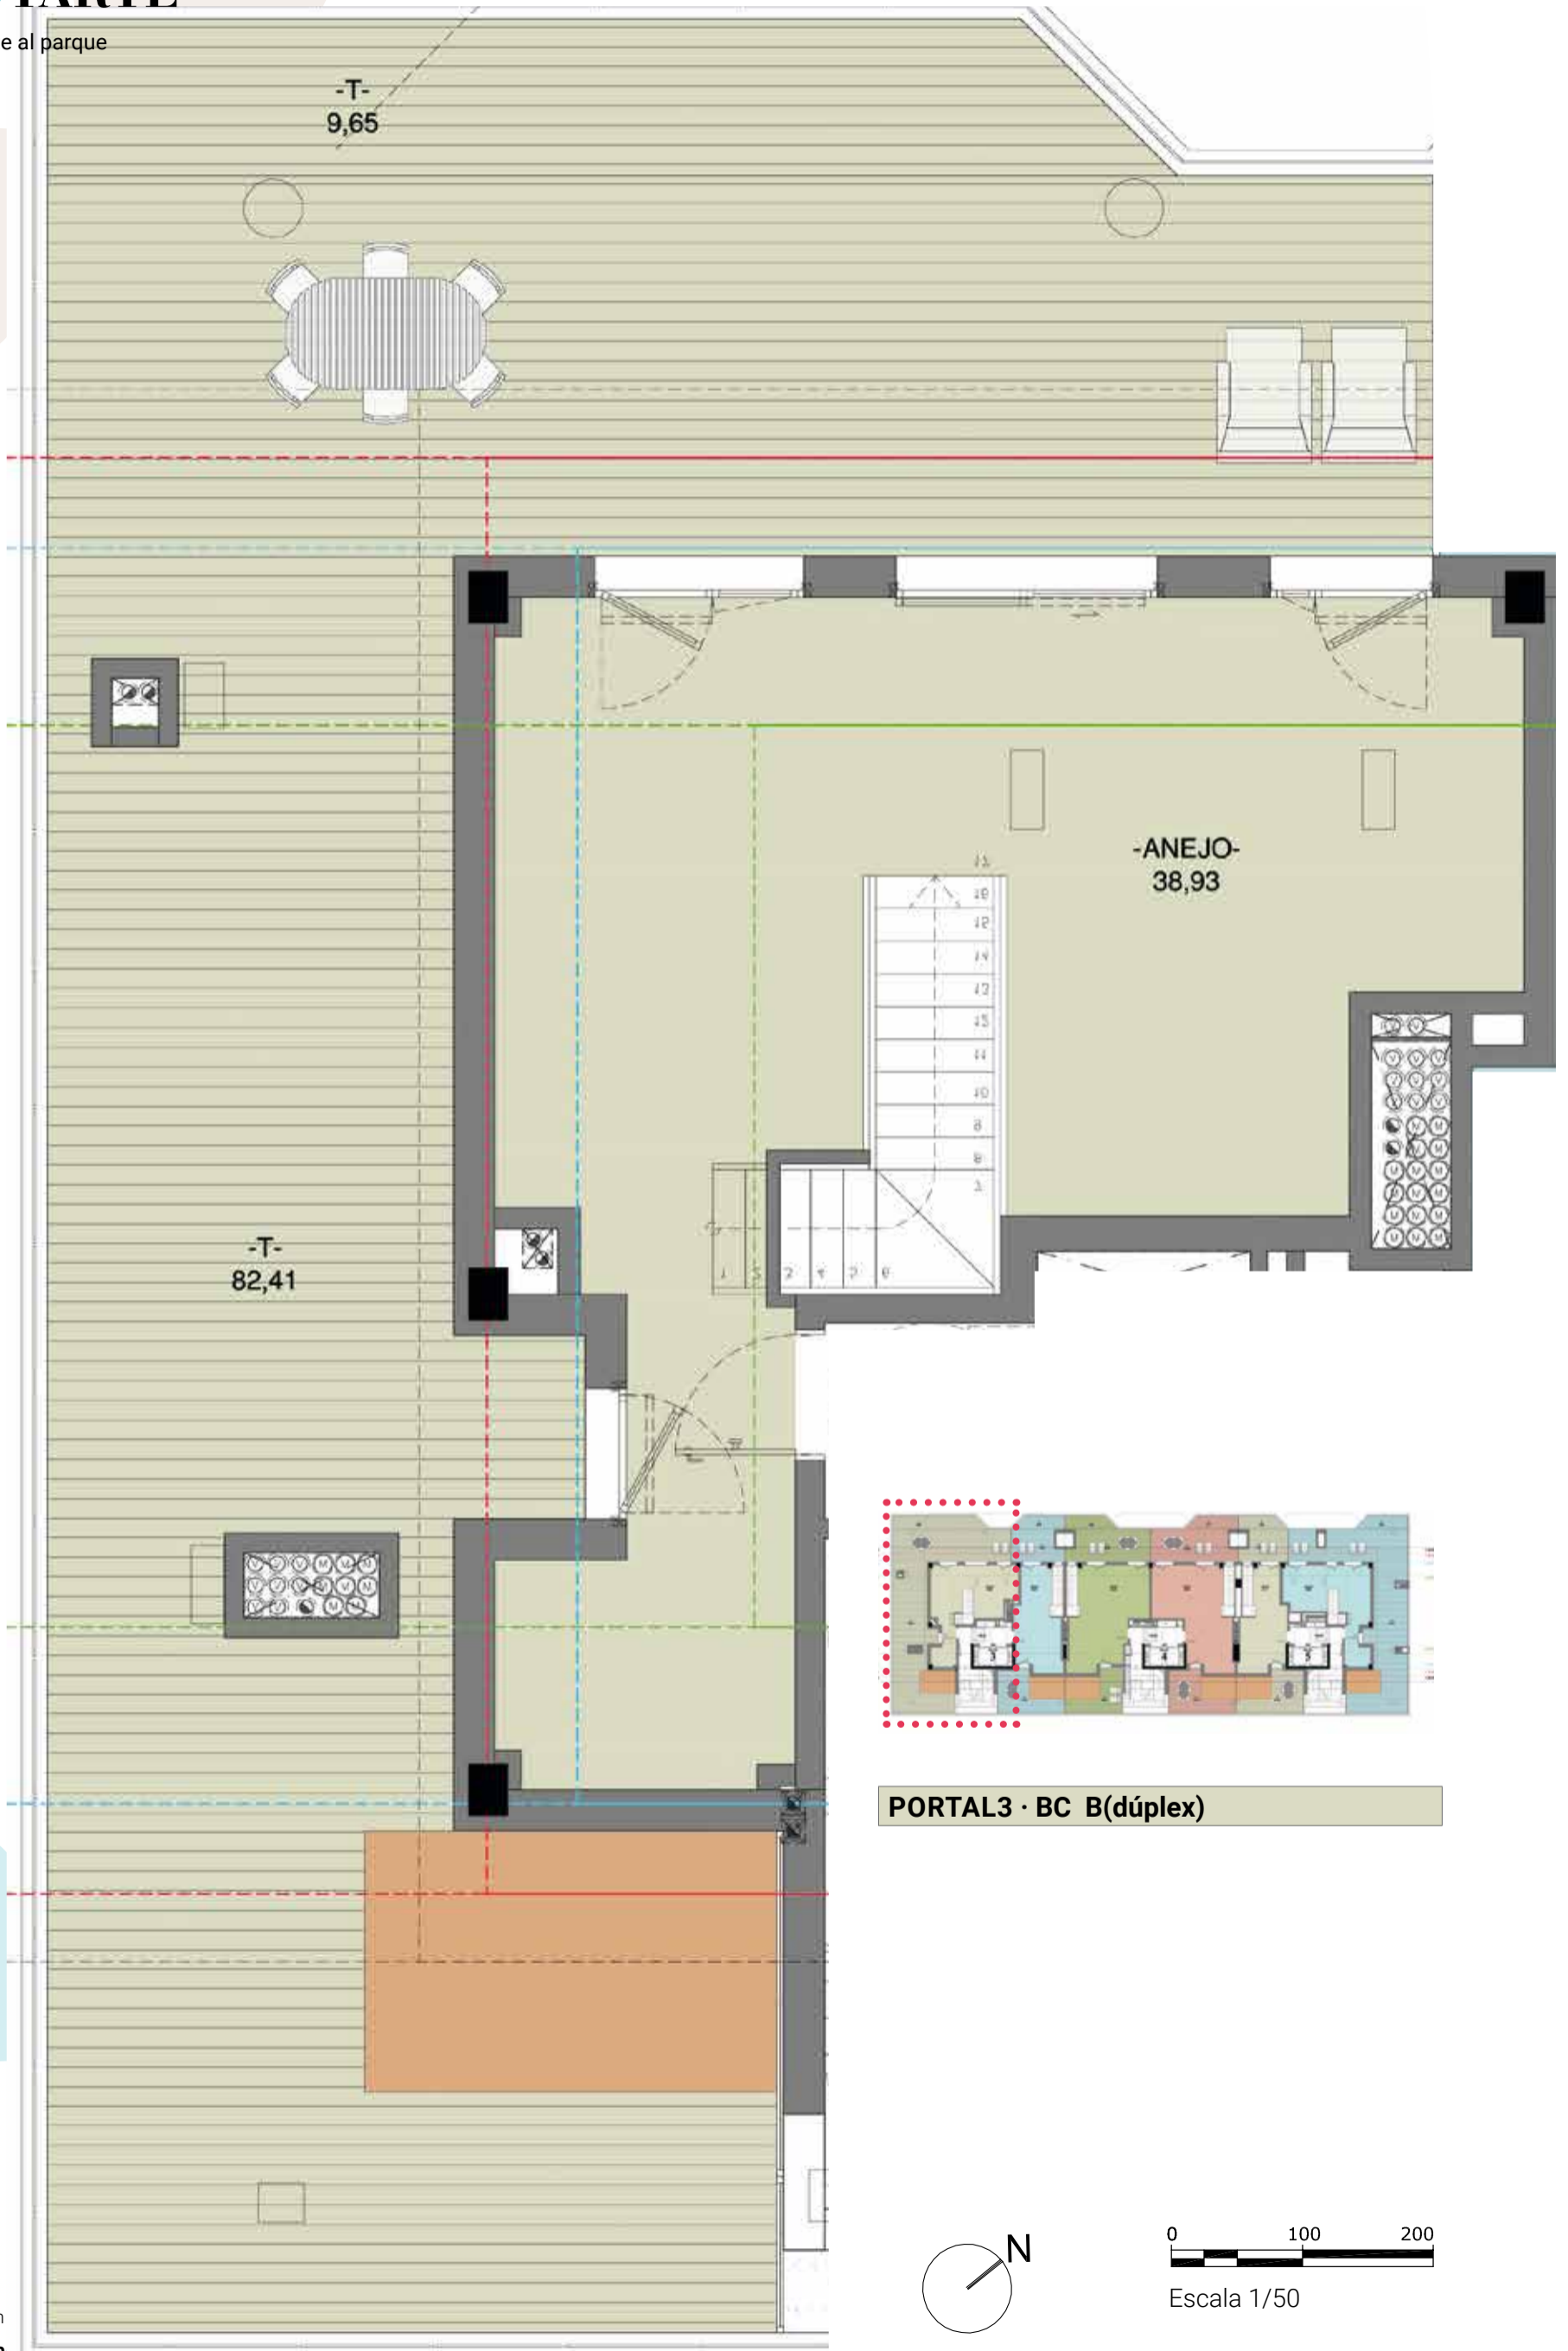 e al parque
-T-
9,65
-ANEJO-
38,93
-T-
82,41
PORTAL3 · BC B(dúplex)
N
0 100 200
Escala 1/50